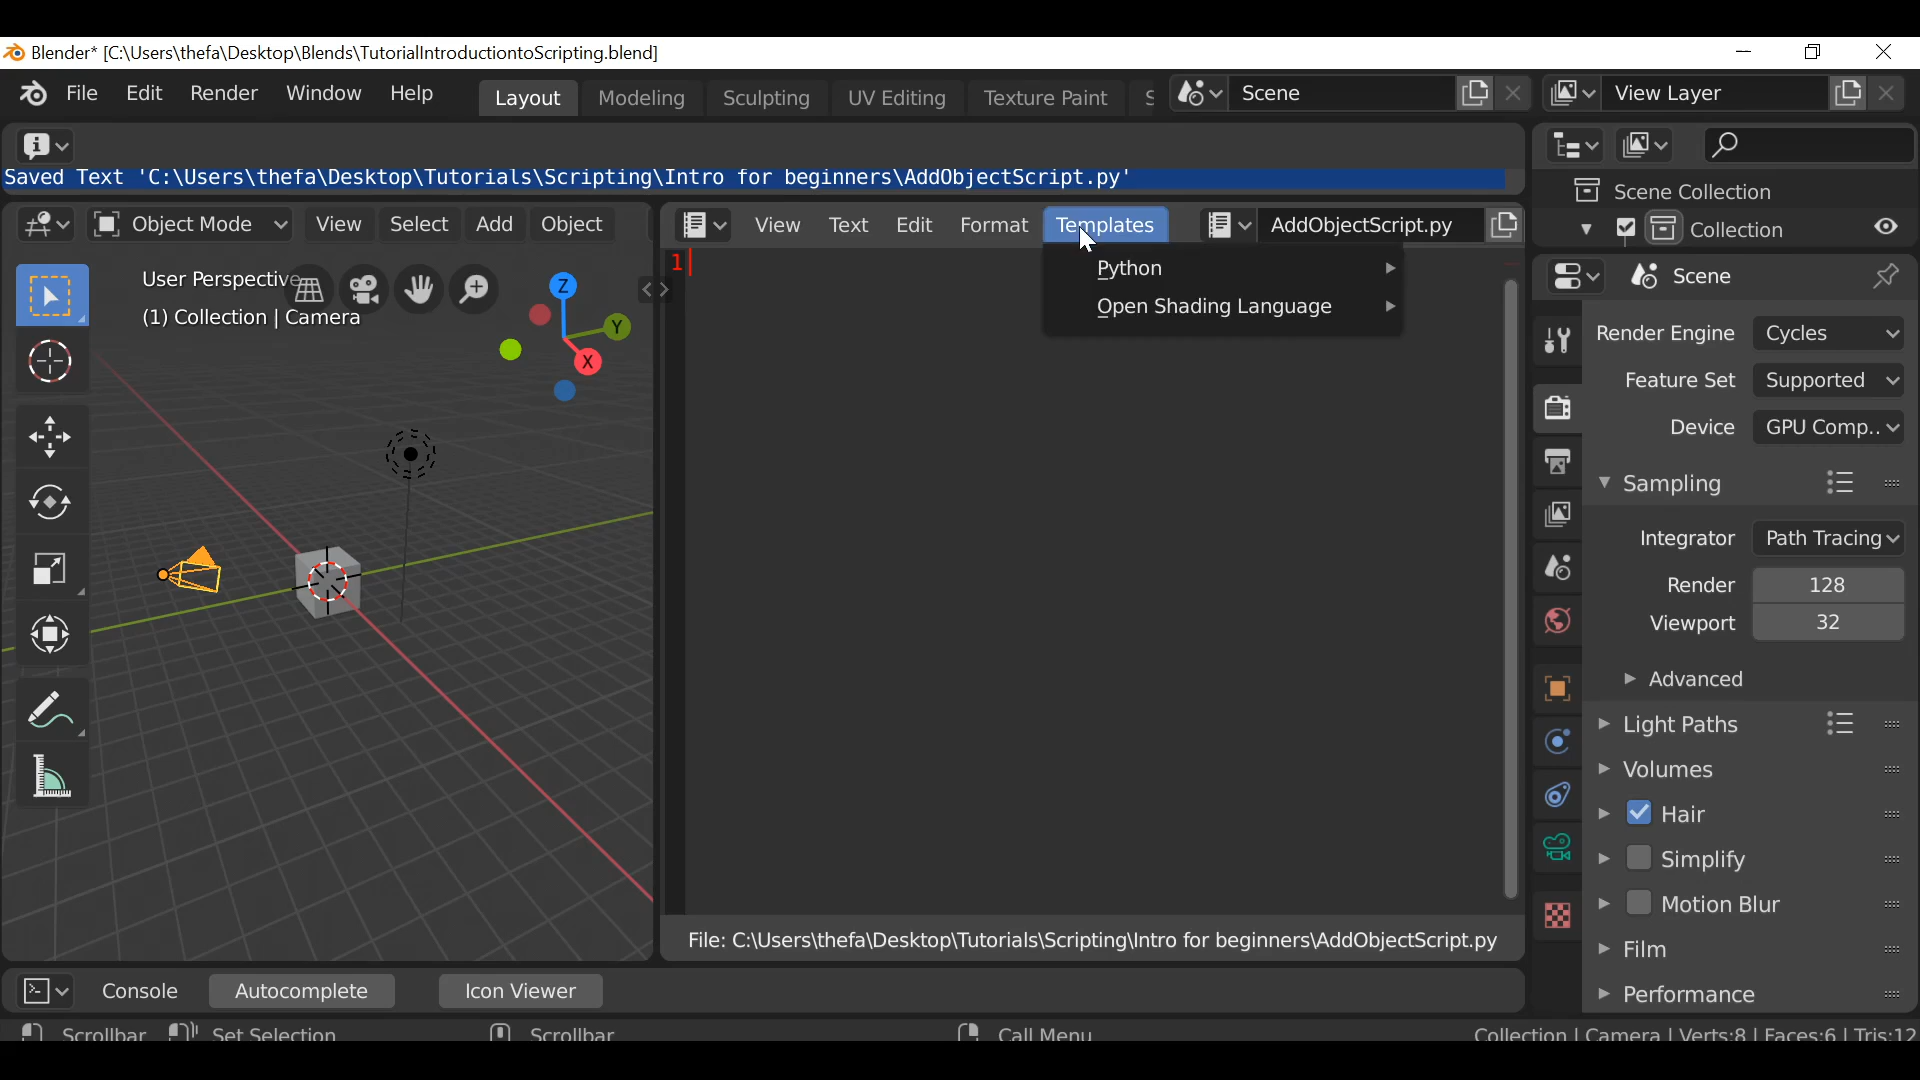 Blender* [C:\Users\thefa\Desktop\Blends\TutorialIntroductiontoScripting.blend]
File Edit Render Window Help Layout Modeling Sculpting UV Editing Texture Paint S Scene View Layer
Saved Text 'C:\Users\thefa\Desktop\Tutorials\Scripting\Intro for beginners\AddObjectScript.py'
Scene Collection
Collection
Object Mode View Select Add Object
View Text Edit Format Templates AddObjectScript.py
1
Python
Open Shading Language
User Perspective
(1) Collection | Camera
Z
Y
X
Scene
Render Engine Cycles
Feature Set Supported
Device GPU Comp..
Sampling
Integrator Path Tracing
Render 128
Viewport 32
Advanced
Light Paths
Volumes
Hair
Simplify
Motion Blur
Film
Performance
File: C:\Users\thefa\Desktop\Tutorials\Scripting\Intro for beginners\AddObjectScript.py
Console Autocomplete Icon Viewer
Scrollbar Set Selection Scrollbar Call Menu Collection | Camera | Verts:8 | Faces:6 | Tris:12